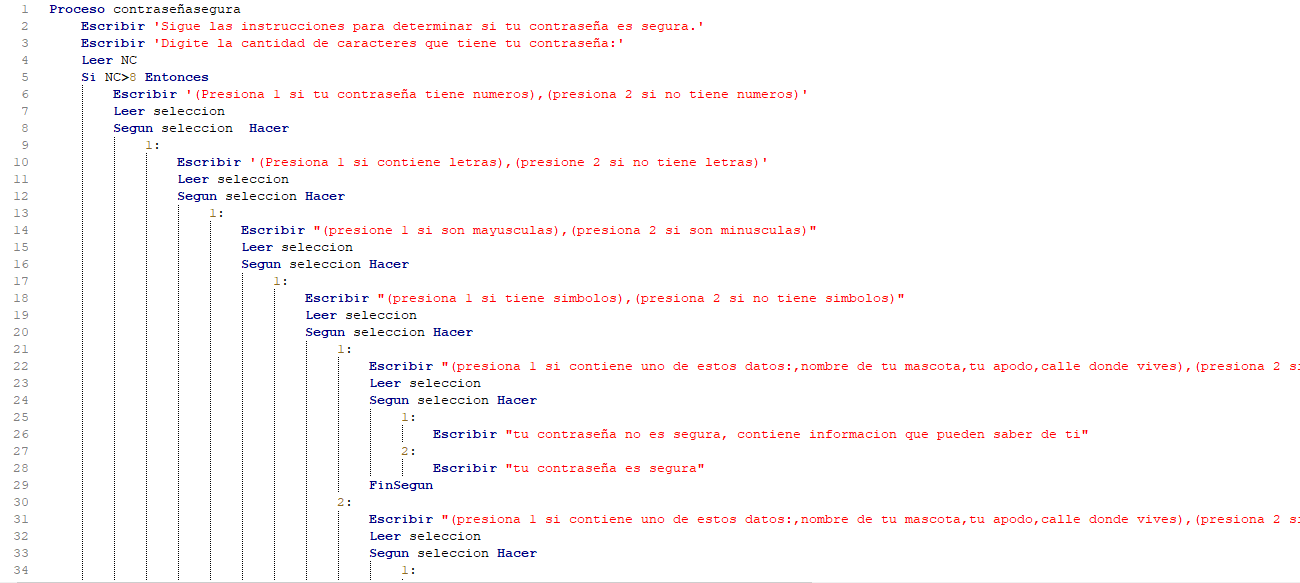 1 Proceso contraseñasegura
2 Escribir 'Sigue las instrucciones para determinar si tu contraseña es segura.'
3 Escribir 'Digite la cantidad de caracteres que tiene tu contraseña:'
4 Leer NC
5 Si NC>8 Entonces
6 Escribir '(Presiona 1 si tu contraseña tiene numeros),(presiona 2 si no tiene numeros)'
7 Leer seleccion
8 Segun seleccion Hacer
9 1:
10 Escribir '(Presiona 1 si contiene letras),(presione 2 si no tiene letras)'
11 Leer seleccion
12 Segun seleccion Hacer
13 1:
14 Escribir "(presione 1 si son mayusculas),(presiona 2 si son minusculas)"
15 Leer seleccion
16 Segun seleccion Hacer
17 1:
18 Escribir "(presiona 1 si tiene simbolos),(presiona 2 si no tiene simbolos)"
19 Leer seleccion
20 Segun seleccion Hacer
21 1:
22 Escribir "(presiona 1 si contiene uno de estos datos:,nombre de tu mascota,tu apodo,calle donde vives),(presiona 2 si
23 Leer seleccion
24 Segun seleccion Hacer
25 1:
26 Escribir "tu contraseña no es segura, contiene informacion que pueden saber de ti"
27 2:
28 Escribir "tu contraseña es segura"
29 FinSegun
30 2:
31 Escribir "(presiona 1 si contiene uno de estos datos:,nombre de tu mascota,tu apodo,calle donde vives),(presiona 2 si
32 Leer seleccion
33 Segun seleccion Hacer
34 1: